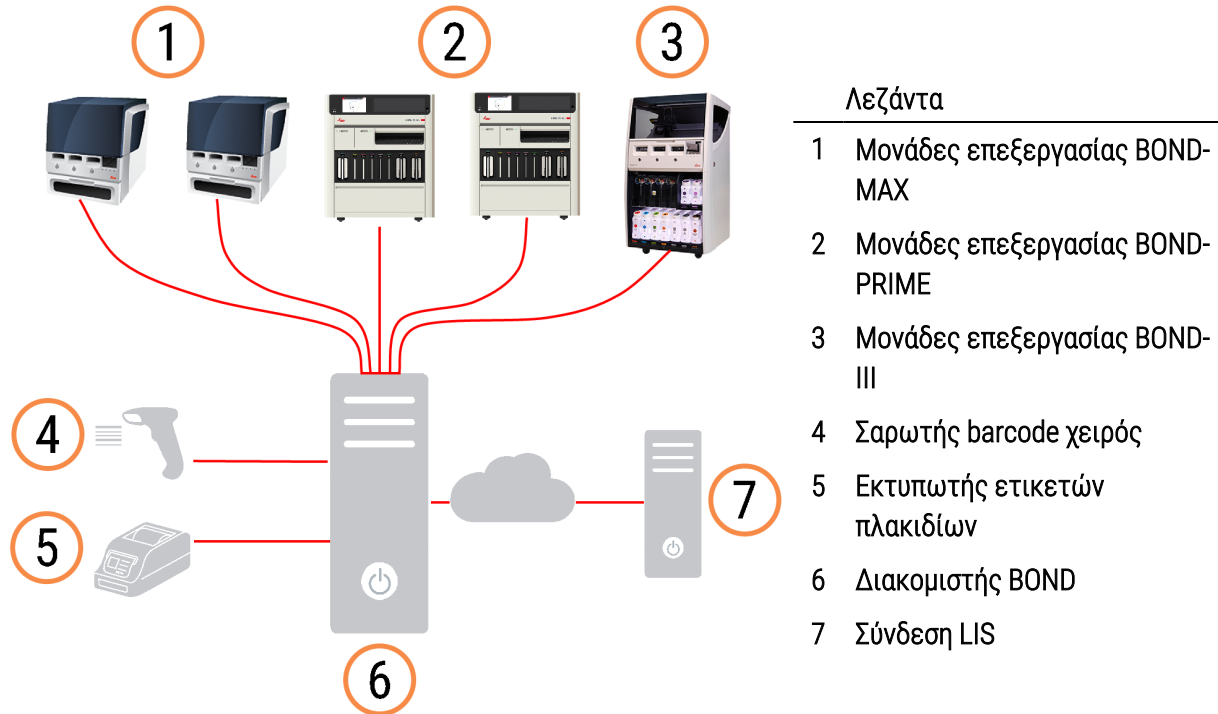 1
2
3
Λεζάντα
1 Μονάδες επεξεργασίας BOND-
MAX
2 Μονάδες επεξεργασίας BOND-
PRIME
3 Μονάδες επεξεργασίας BOND-
III
4 Σαρωτής barcode χειρός
5 Εκτυπωτής ετικετών
πλακιδίων
6 Διακομιστής BOND
7 Σύνδεση LIS
4
5
7
6